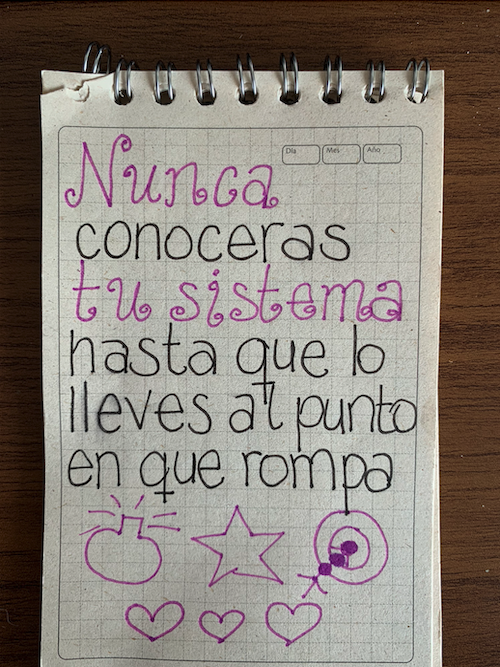 Día Mes Año
Nunca
conoceras
tu sistema
hasta que lo
lleves al punto
en que rompa